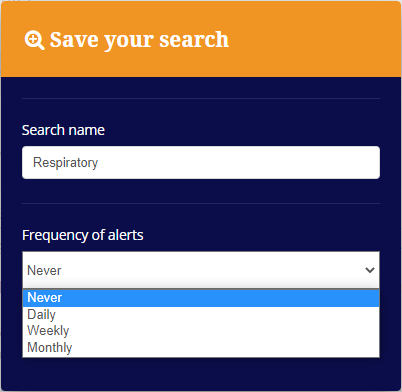 Save your search
Search name
Respiratory
Frequency of alerts
Never
Never
Daily
Weekly
Monthly